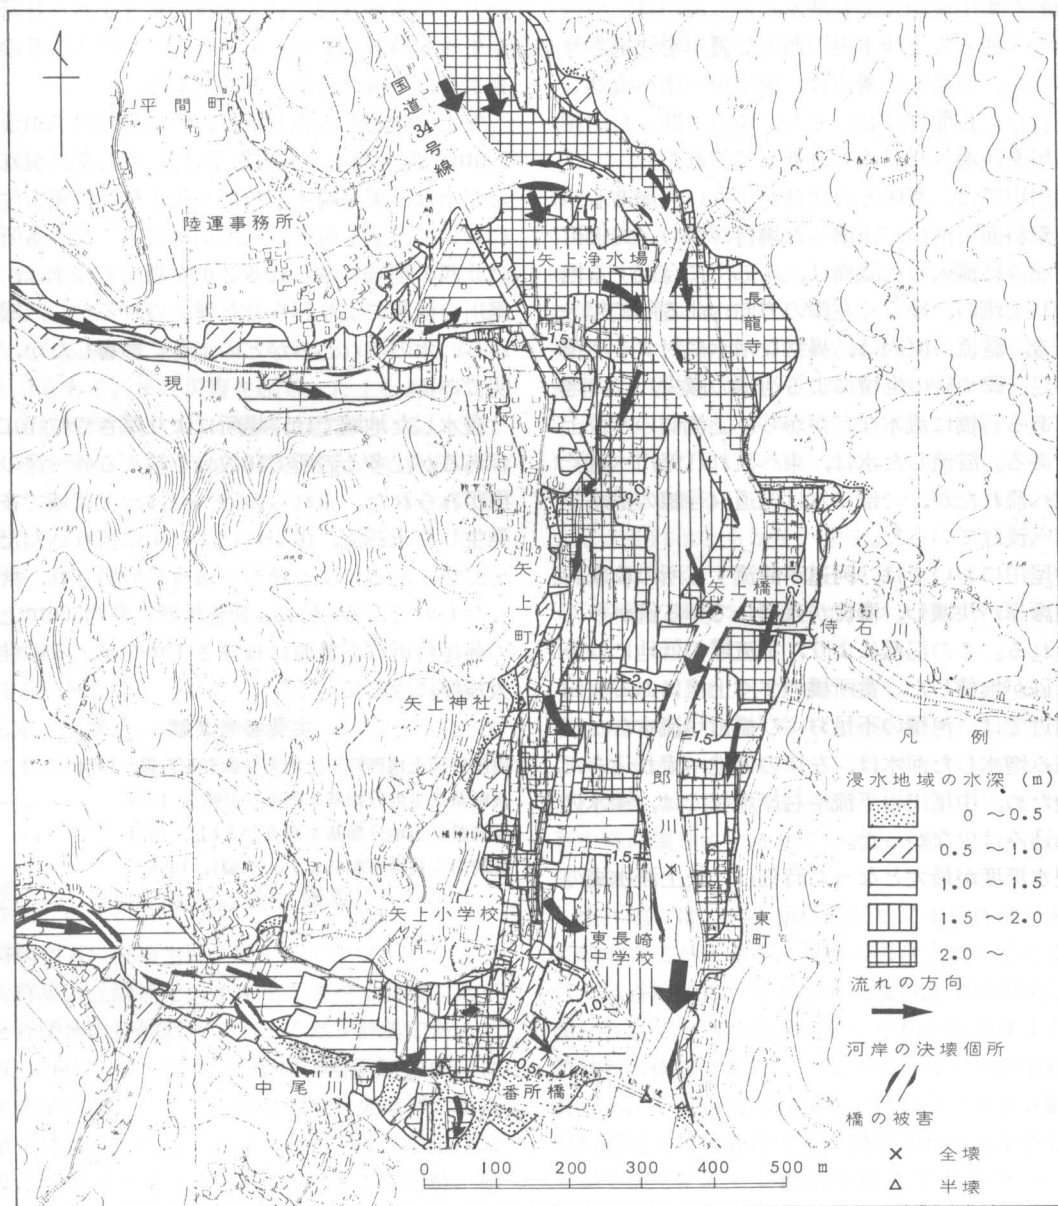 平間町
国道34号線
陸運事務所
矢上浄水場
長龍寺
1.5
現川川
2.0
矢上町
矢上橋
2.0
侍石川
2.0
矢上神社
1.5
郎川
1.5
矢上小学校
東長崎
中学校
東町
1.0
0.5
中尾川
番所橋
凡例
浸水地域の水深 (m)
0 ～0.5
0.5 ～ 1.0
1.0 ～ 1.5
1.5 ～ 2.0
2.0 ～
流れの方向
河岸の決壊個所
橋の被害
× 全壊
△ 半壊
0 100 200 300 400 500 m